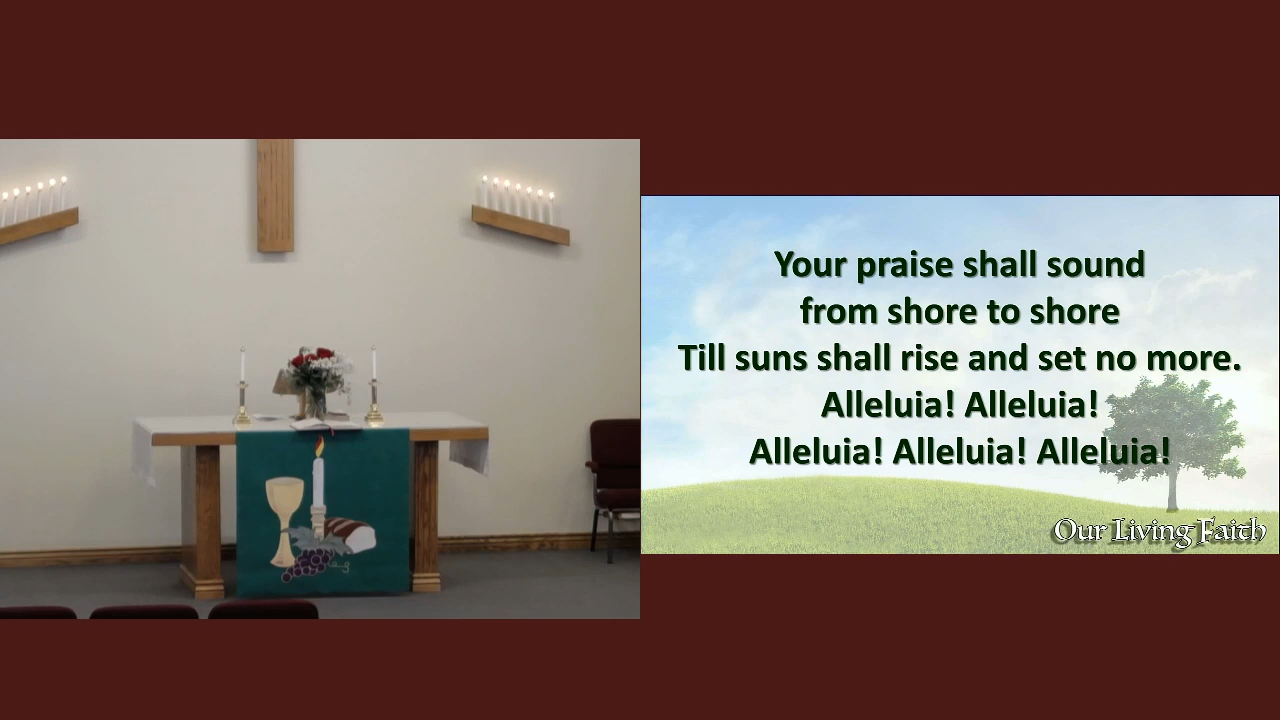 Your praise shall sound
from shore to shore
Till suns shall rise and set no more.
Alleluia! Alleluia!
Alleluia! Alleluia! Alleluia!
Our Living Faith